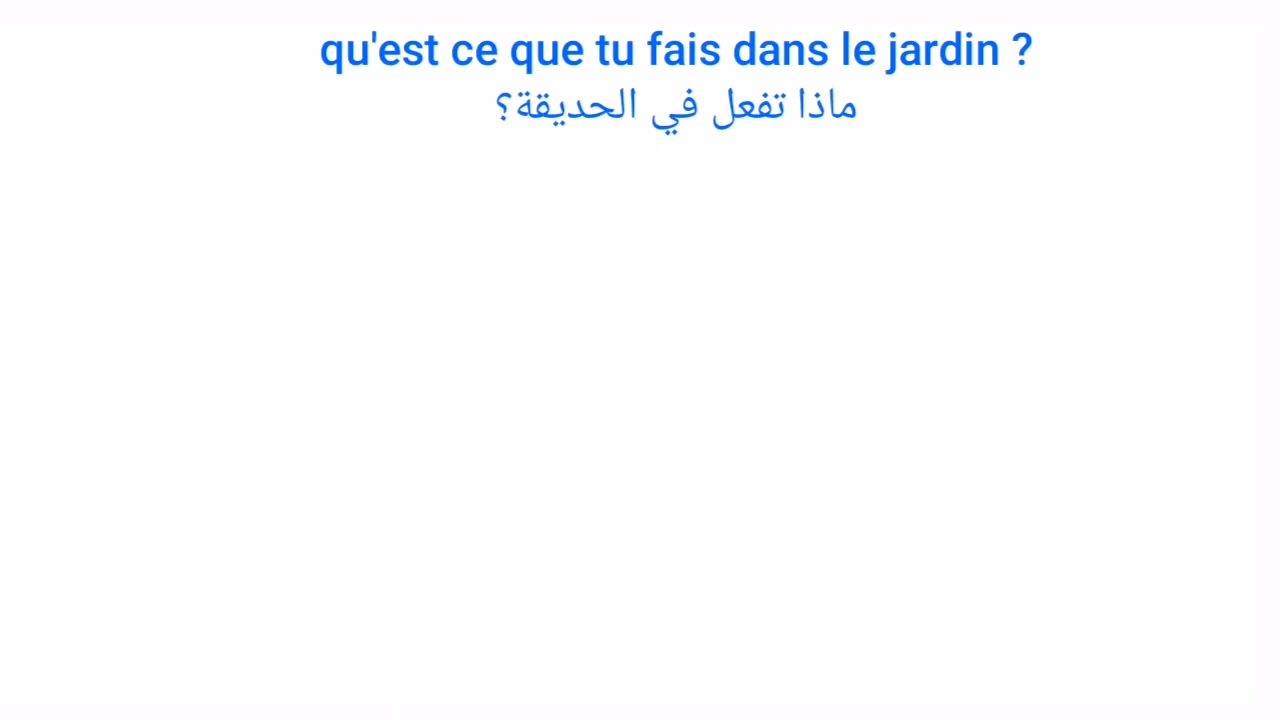 qu'est ce que tu fais dans le jardin ?
ماذا تفعل في الحديقة؟